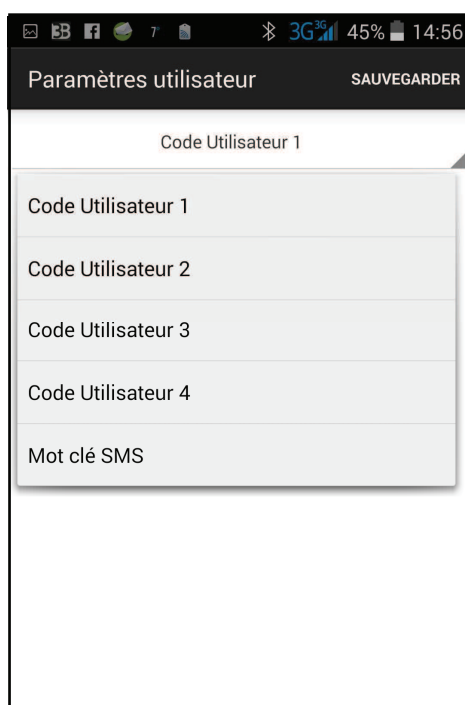 3G 3G 45% 14:56
Paramètres utilisateur SAUVEGARDER
Code Utilisateur 1
Code Utilisateur 1
Code Utilisateur 2
Code Utilisateur 3
Code Utilisateur 4
Mot clé SMS